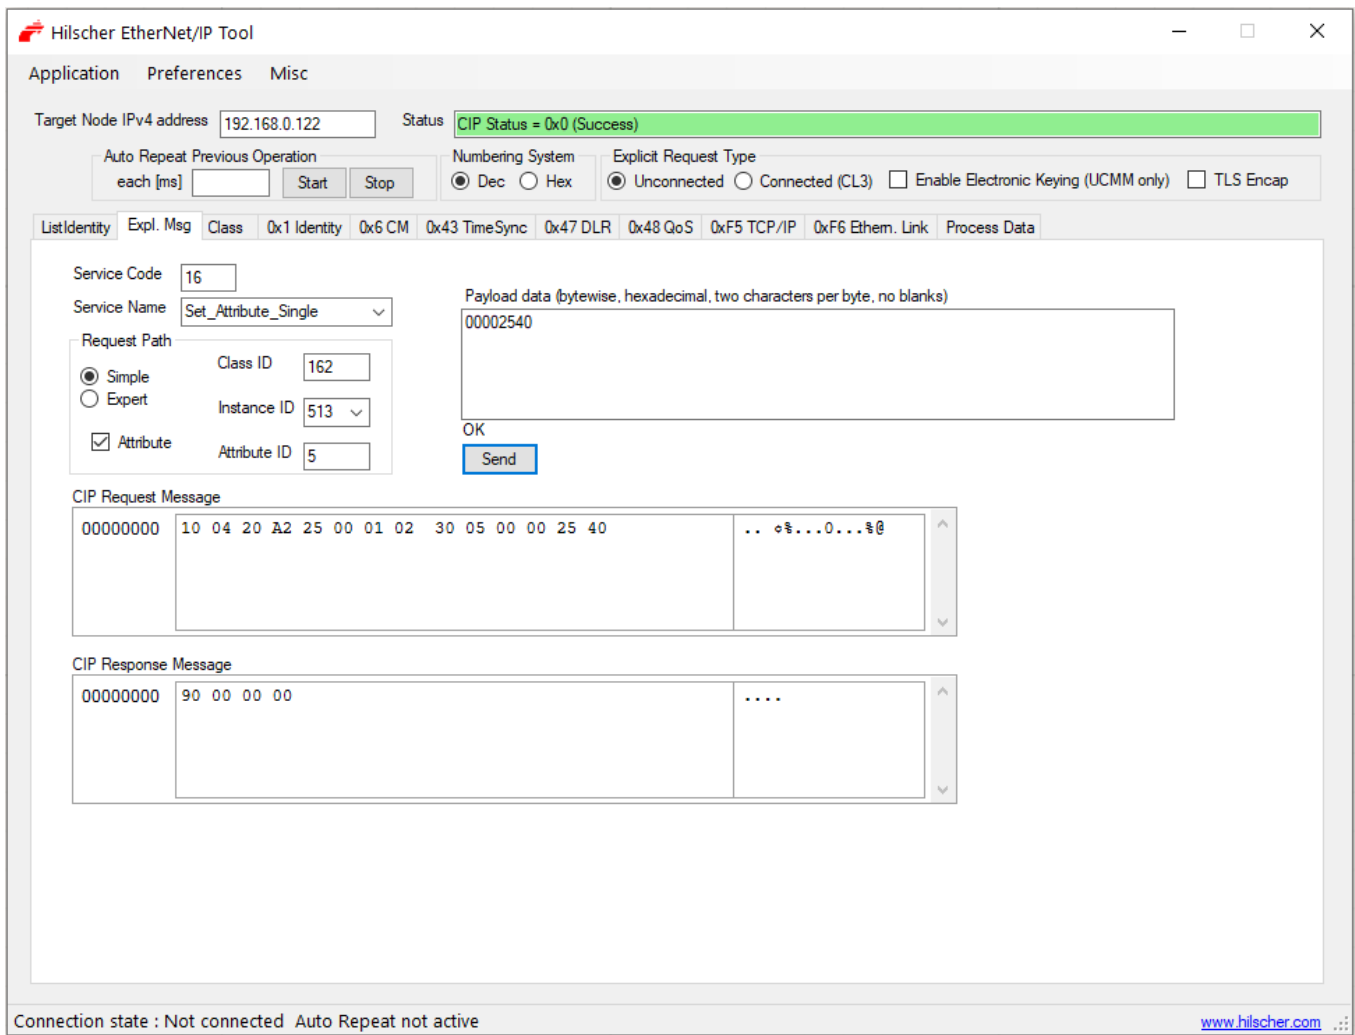 Hilscher EtherNet/IP Tool
Application Preferences Misc
Target Node IPv4 address 192.168.0.122 Status CIP Status = 0x0 (Success)
Auto Repeat Previous Operation Numbering System Explicit Request Type
each [ms] Start Stop Dec Hex Unconnected Connected (CL3) Enable Electronic Keying (UCMM only) TLS Encap
ListIdentity Expl. Msg Class 0x1 Identity 0x6 CM 0x43 TimeSync 0x47 DLR 0x48 QoS 0xF5 TCP/IP 0xF6 Ethern. Link Process Data
Service Code 16
Service Name Set_Attribute_Single
Payload data (bytewise, hexadecimal, two characters per byte, no blanks)
00002540
Request Path
Simple Class ID 162
Expert Instance ID 513
Attribute Attribute ID 5
OK
Send
CIP Request Message
00000000 10 04 20 A2 25 00 01 02 30 05 00 00 25 40 .. ¢%...0...%@
CIP Response Message
00000000 90 00 00 00 ....
Connection state : Not connected Auto Repeat not active www.hilscher.com